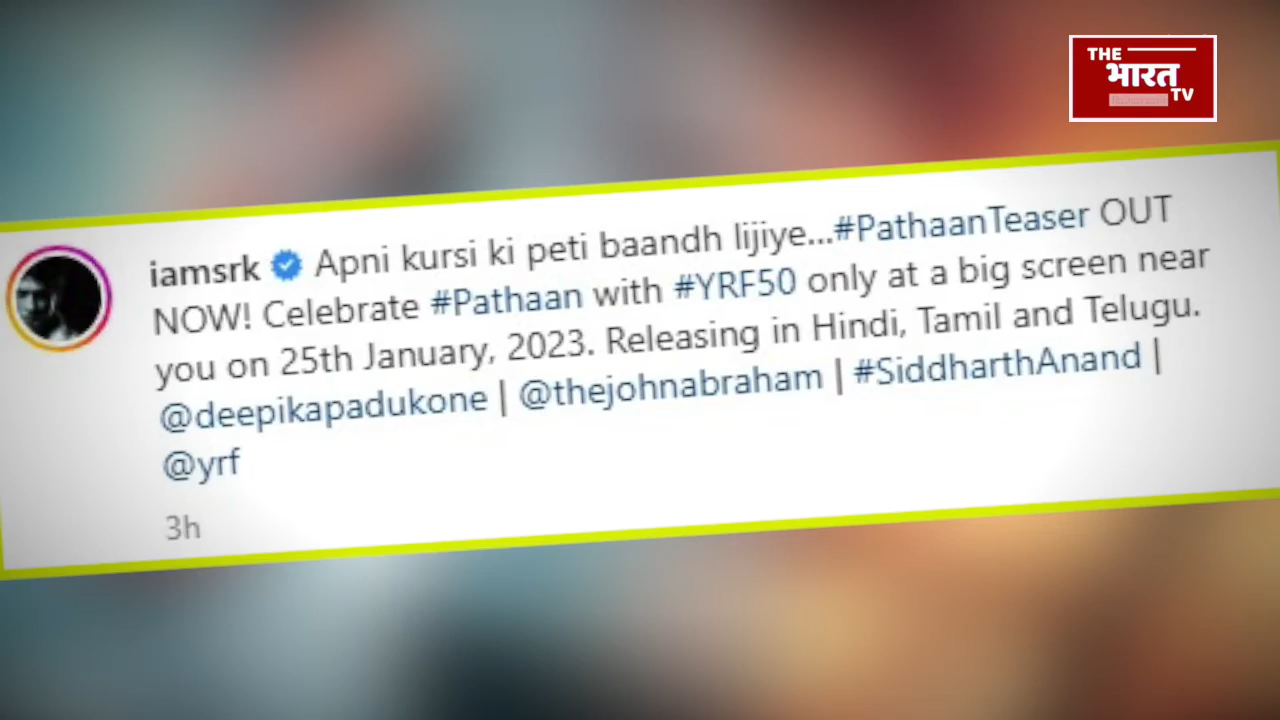 THE
भारत
TV
iamsrk Apni kursi ki peti baandh lijiye...#PathaanTeaser OUT
NOW! Celebrate #Pathaan with #YRF50 only at a big screen near
you on 25th January, 2023. Releasing in Hindi, Tamil and Telugu.
@deepikapadukone | @thejohnabraham | #SiddharthAnand |
@yrf
3h